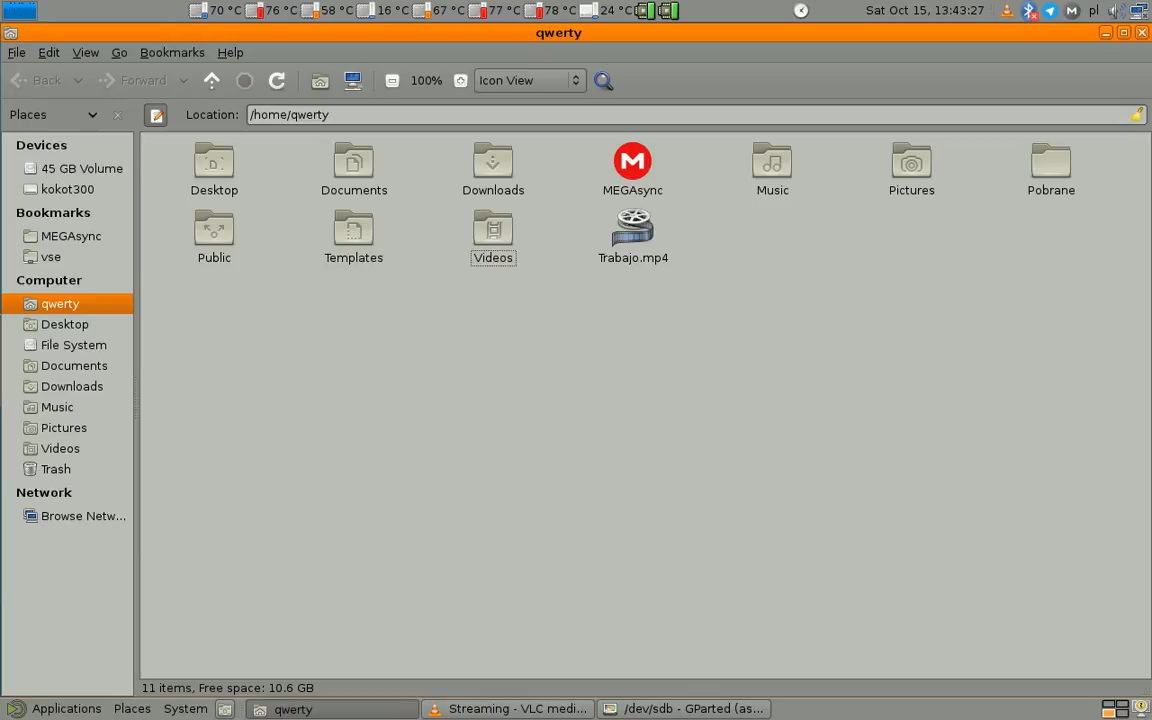 70 °C 76 °C 58 °C 16 °C 67 °C 77 °C 78 °C 24 °C Sat Oct 15, 13:43:27 M pl
qwerty
File Edit View Go Bookmarks Help
Back Forward 100% Icon View
Places Location: /home/qwerty
Devices
45 GB Volume
kokot300
Bookmarks
MEGAsync
vse
Computer
qwerty
Desktop
File System
Documents
Downloads
Music
Pictures
Videos
Trash
Network
Browse Netw...
M
Desktop Documents Downloads MEGAsync Music Pictures Pobrane
Public Templates Videos Trabajo.mp4
11 items, Free space: 10.6 GB
Applications Places System qwerty Streaming - VLC medi... /dev/sdb - GParted (as...